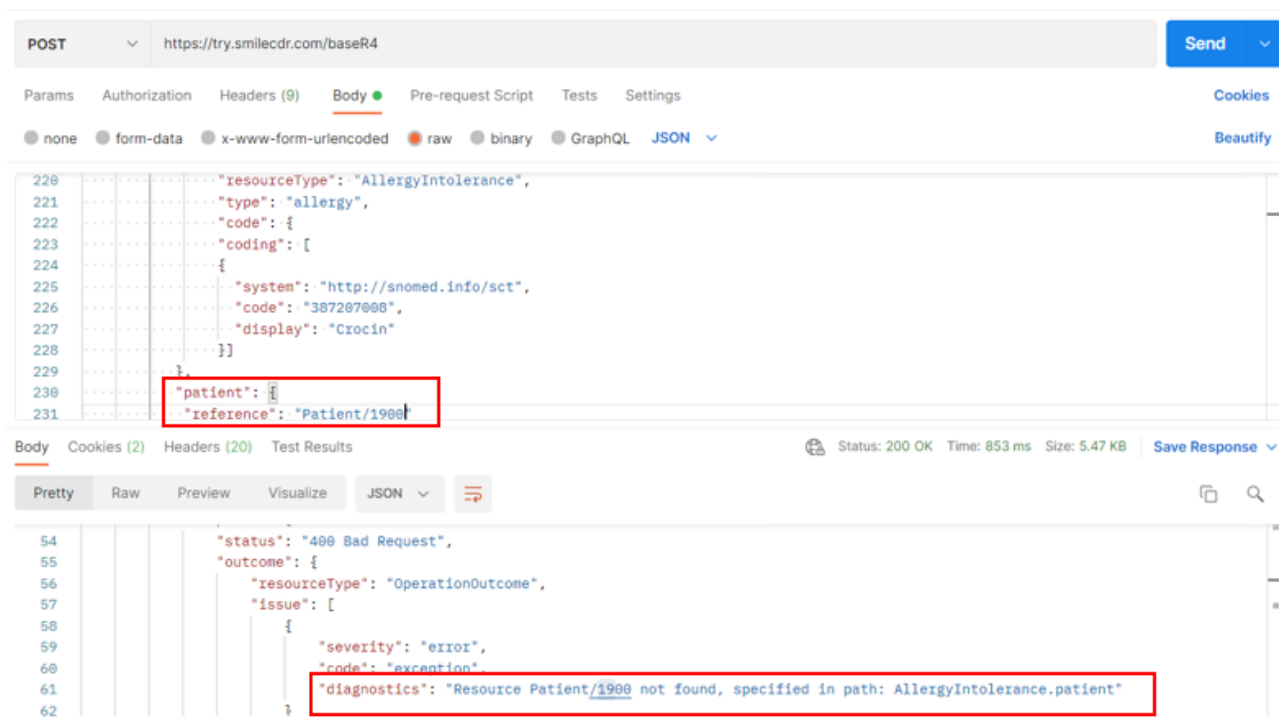 POST https://try.smilecdr.com/baseR4 Send
Params Authorization Headers (9) Body Pre-request Script Tests Settings Cookies
none form-data x-www-form-urlencoded raw binary GraphQL JSON Beautify
220 "resourceType": "AllergyIntolerance",
221 "type": "allergy",
222 "code": {
223 "coding": [
224 {
225 "system": "http://snomed.info/sct",
226 "code": "387207008",
227 "display": "Crocin"
228 }]
229 },
230 "patient": {
231 "reference": "Patient/1900"
Body Cookies (2) Headers (20) Test Results Status: 200 OK Time: 853 ms Size: 5.47 KB Save Response
Pretty Raw Preview Visualize JSON
54 "status": "400 Bad Request",
55 "outcome": {
56 "resourceType": "OperationOutcome",
57 "issue": [
58 {
59 "severity": "error",
60 "code": "exception",
61 "diagnostics": "Resource Patient/1900 not found, specified in path: AllergyIntolerance.patient"
62 }